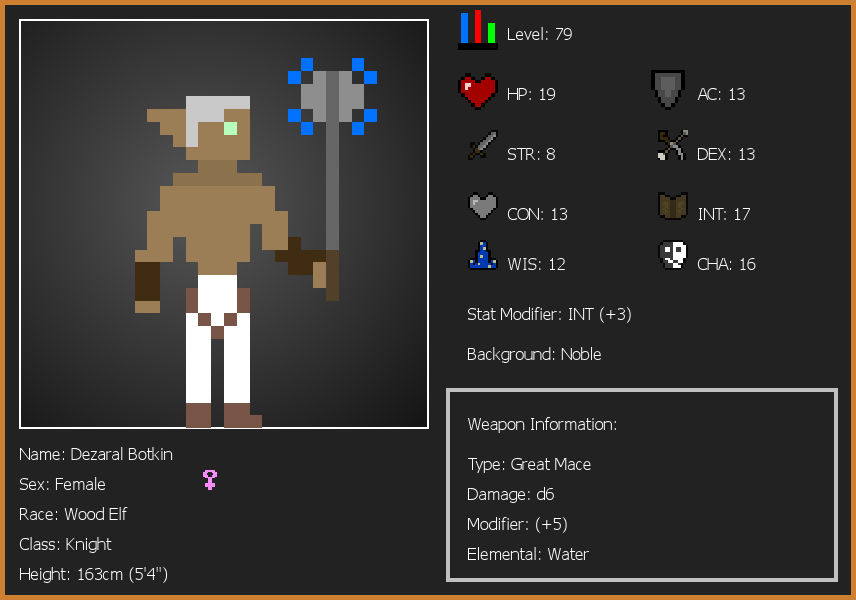 Level: 79
HP: 19
AC: 13
STR: 8
DEX: 13
CON: 13
INT: 17
WIS: 12
CHA: 16
Stat Modifier: INT (+3)
Background: Noble
Weapon Information:
Type: Great Mace
Damage: d6
Modifier: (+5)
Elemental: Water
Name: Dezaral Botkin
Sex: Female
Race: Wood Elf
Class: Knight
Height: 163cm (5'4")